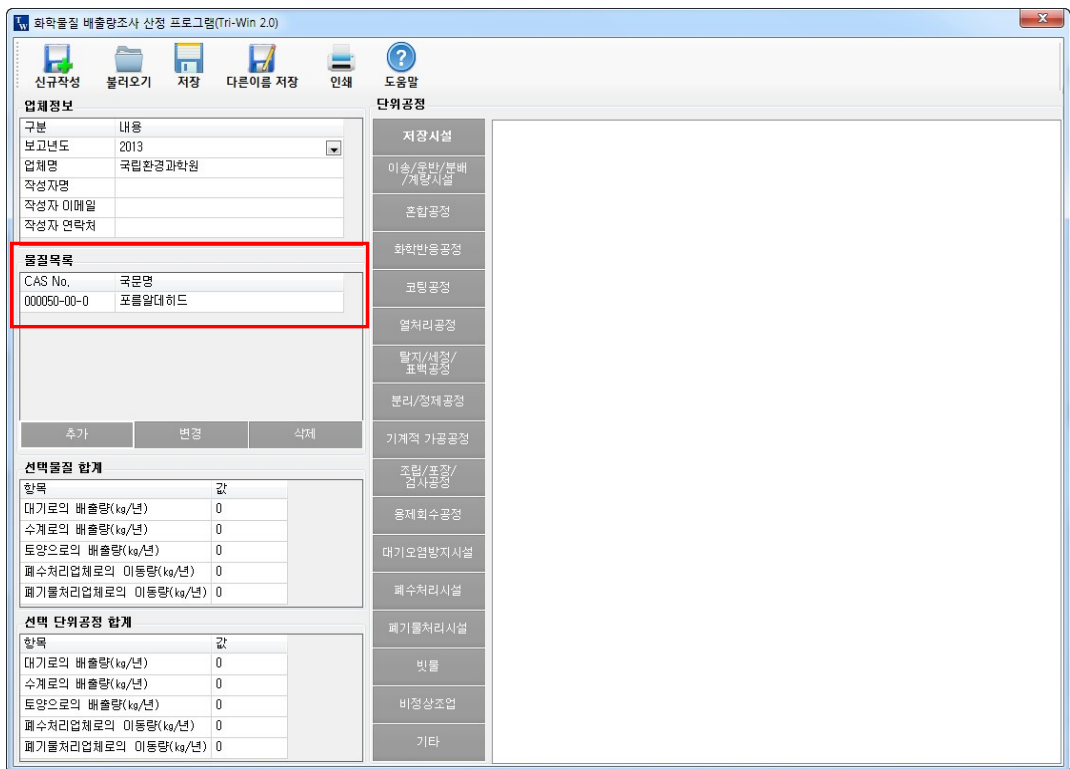 화학물질 배출량조사 산정 프로그램(Tri-Win 2.0)
신규작성 불러오기 저장 다른이름 저장 인쇄 도움말
업체정보
구분 내용
보고년도 2013
업체명 국립환경과학원
작성자명
작성자 이메일
작성자 연락처
물질목록
CAS No. 국문명
000050-00-0 포름알데히드
추가 변경 삭제
선택물질 합계
항목 값
대기로의 배출량(kg/년) 0
수계로의 배출량(kg/년) 0
토양으로의 배출량(kg/년) 0
폐수처리업체로의 이동량(kg/년) 0
폐기물처리업체로의 이동량(kg/년) 0
선택 단위공정 합계
항목 값
대기로의 배출량(kg/년) 0
수계로의 배출량(kg/년) 0
토양으로의 배출량(kg/년) 0
폐수처리업체로의 이동량(kg/년) 0
폐기물처리업체로의 이동량(kg/년) 0
단위공정
저장시설
이송/운반/분배
/계량시설
혼합공정
화학반응공정
코팅공정
열처리공정
탈지/세정/
표백공정
분리/정제공정
기계적 가공공정
조립/포장/
검사공정
용제회수공정
대기오염방지시설
폐수처리시설
폐기물처리시설
빗물
비정상조업
기타